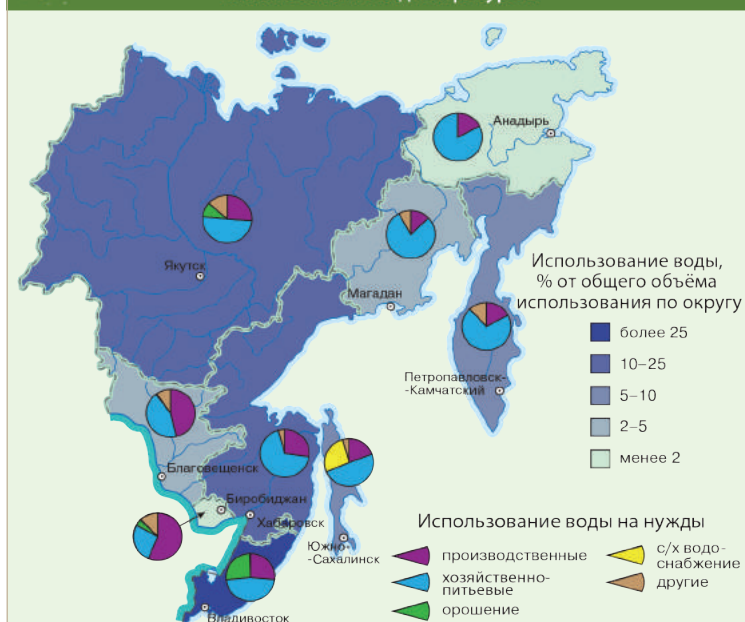 Анадырь
Якутск
Магадан
Петропавловск-
-Камчатский
Благовещенск
Биробиджан
Хабаровск
Южно-
-Сахалинск
Владивосток
Использование воды,
% от общего объёма
использования по округу
более 25
10–25
5–10
2–5
менее 2
Использование воды на нужды
производственные
хозяйственно-
питьевые
орошение
с/х водо-
снабжение
другие